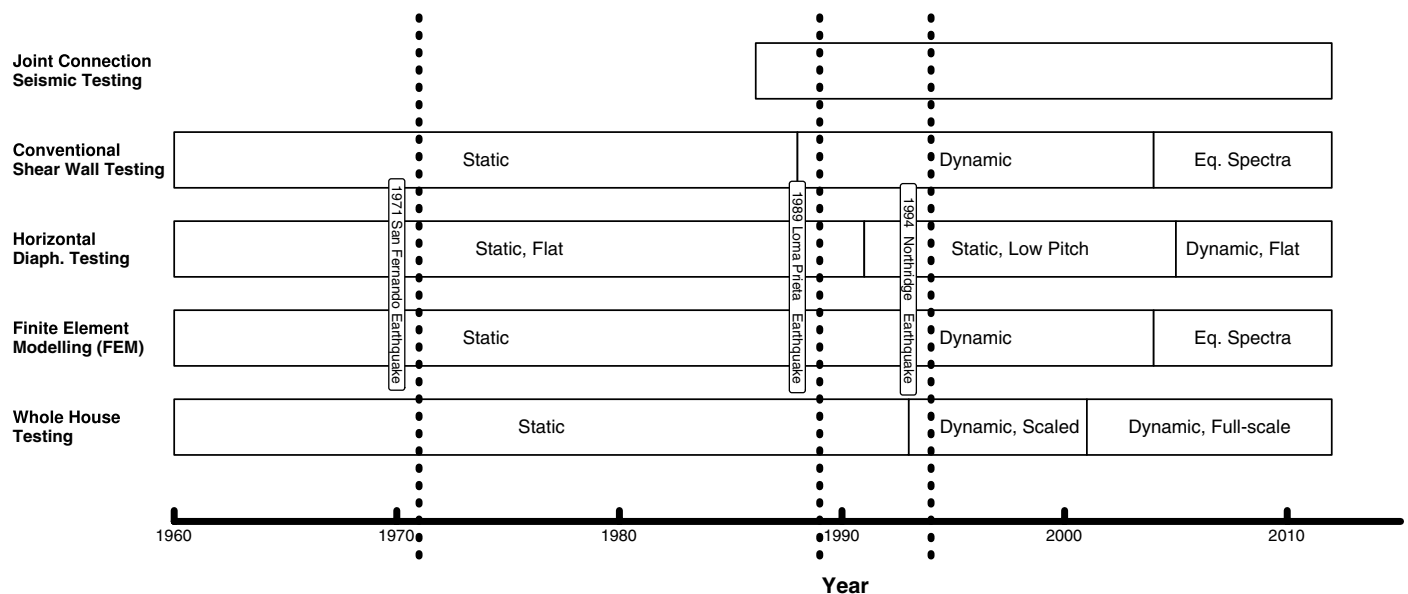 Joint Connection
Seismic Testing
Conventional
Shear Wall Testing
Static
Dynamic
Eq. Spectra
Horizontal
Diaph. Testing
Static, Flat
Static, Low Pitch
Dynamic, Flat
Finite Element
Modelling (FEM)
Static
Dynamic
Eq. Spectra
Whole House
Testing
Static
Dynamic, Scaled
Dynamic, Full-scale
1971 San Fernando Earthquake
1989 Loma Prieta Earthquake
1994 Northridge Earthquake
1960 1970 1980 1990 2000 2010
Year